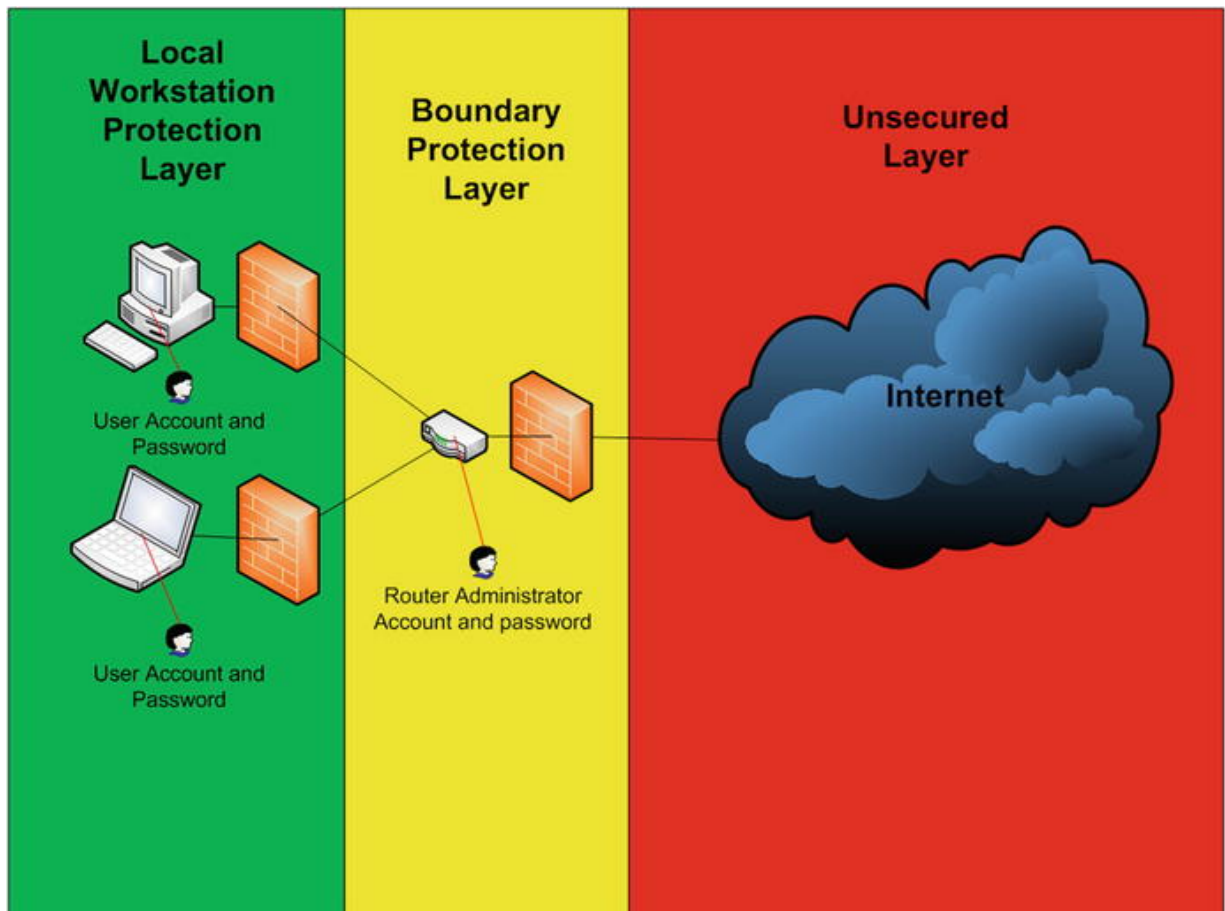 Local
Workstation
Protection
Layer
Boundary
Protection
Layer
Unsecured
Layer
User Account and
Password
User Account and
Password
Router Administrator
Account and password
Internet